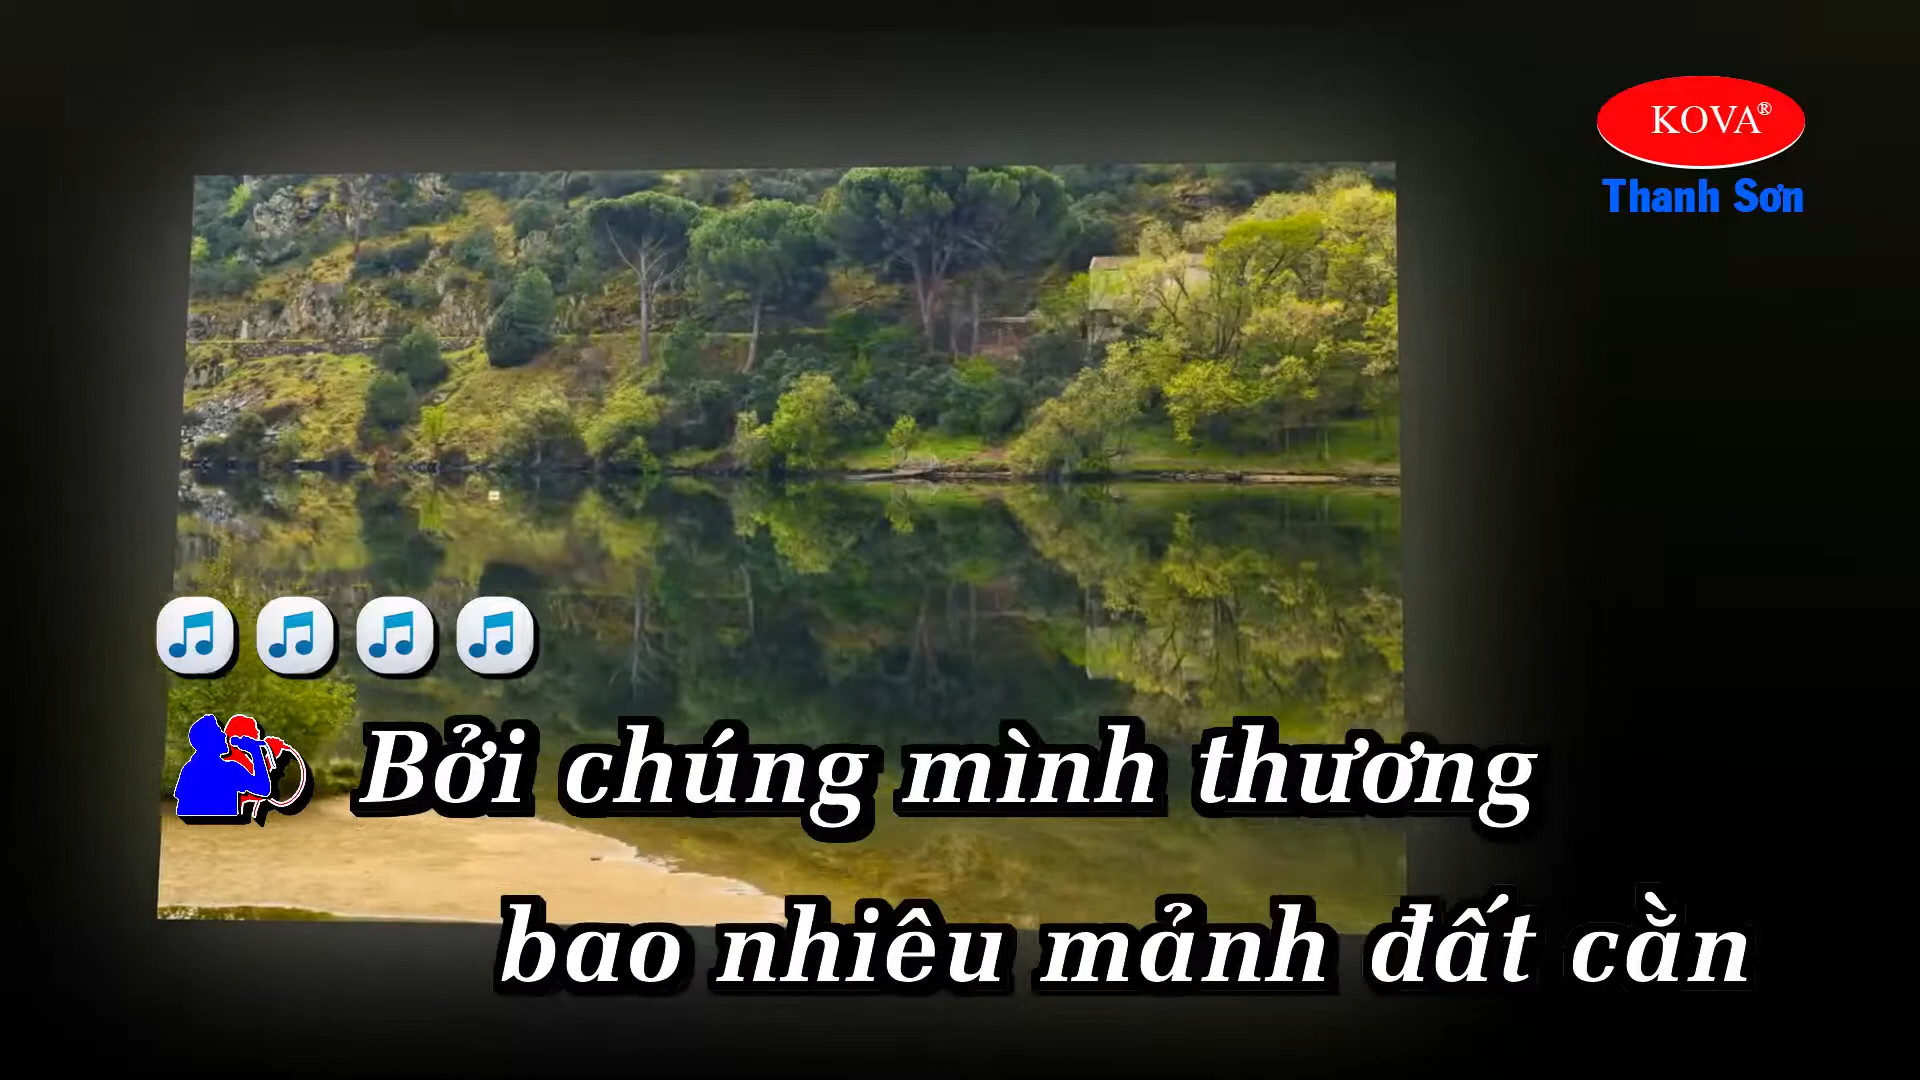 KOVA®
Thanh Sơn
Bởi chúng mình thương
bao nhiêu mảnh đất cằn